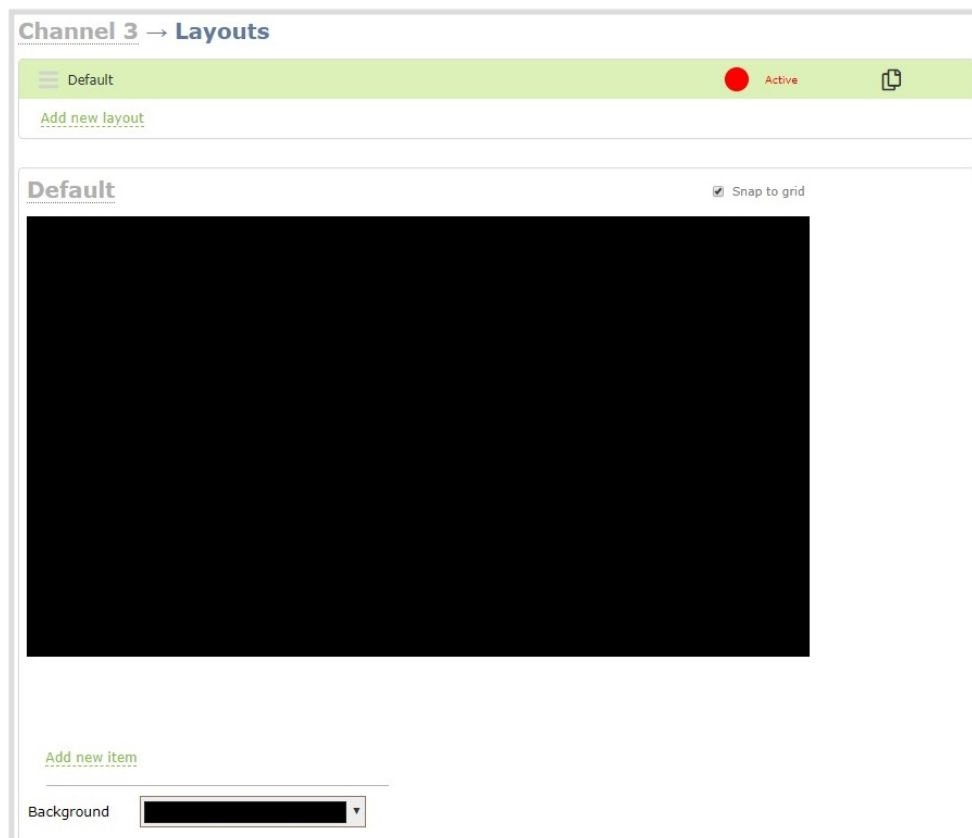 Channel 3 → Layouts
Default
Active
Add new layout
Default
Snap to grid
Add new item
Background